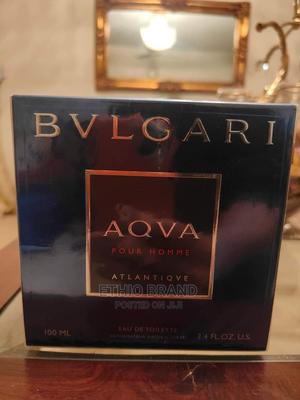 BVLGARI
AQVA
POUR HOMME
ATLANTIQVE
ETHIO BRAND
POSTED ON JIJI
100 ML
EAU DE TOILETTE
3.4 FL.OZ. U.S.